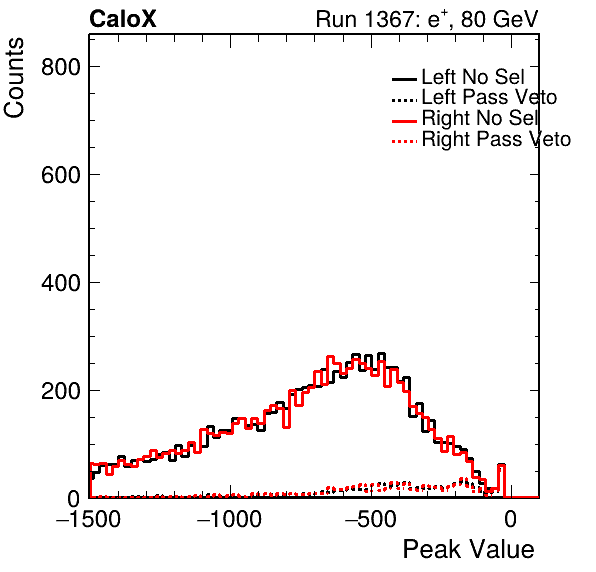 CaloX Run 1367: e⁺, 80 GeV
Counts
800
Left No Sel
Left Pass Veto
Right No Sel
Right Pass Veto
600
400
200
0
−1500 −1000 −500 0
Peak Value